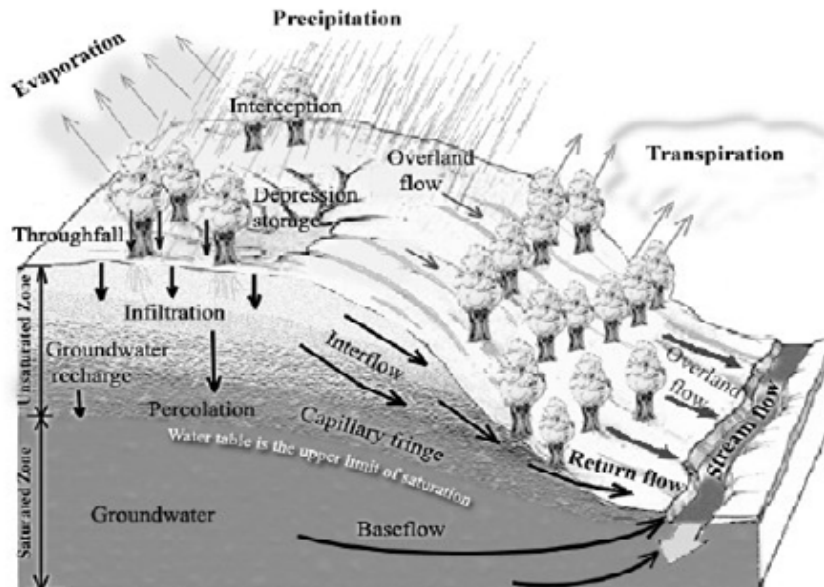 Precipitation
Evaporation
Interception
Overland
flow
Transpiration
Depression
storage
Throughfall
Unsaturated Zone
Infiltration
Groundwater
recharge
Interflow
Overland
flow
Percolation
Capillary fringe
Water table is the upper limit of saturation
Return flow
Stream flow
Saturated Zone
Groundwater
Baseflow